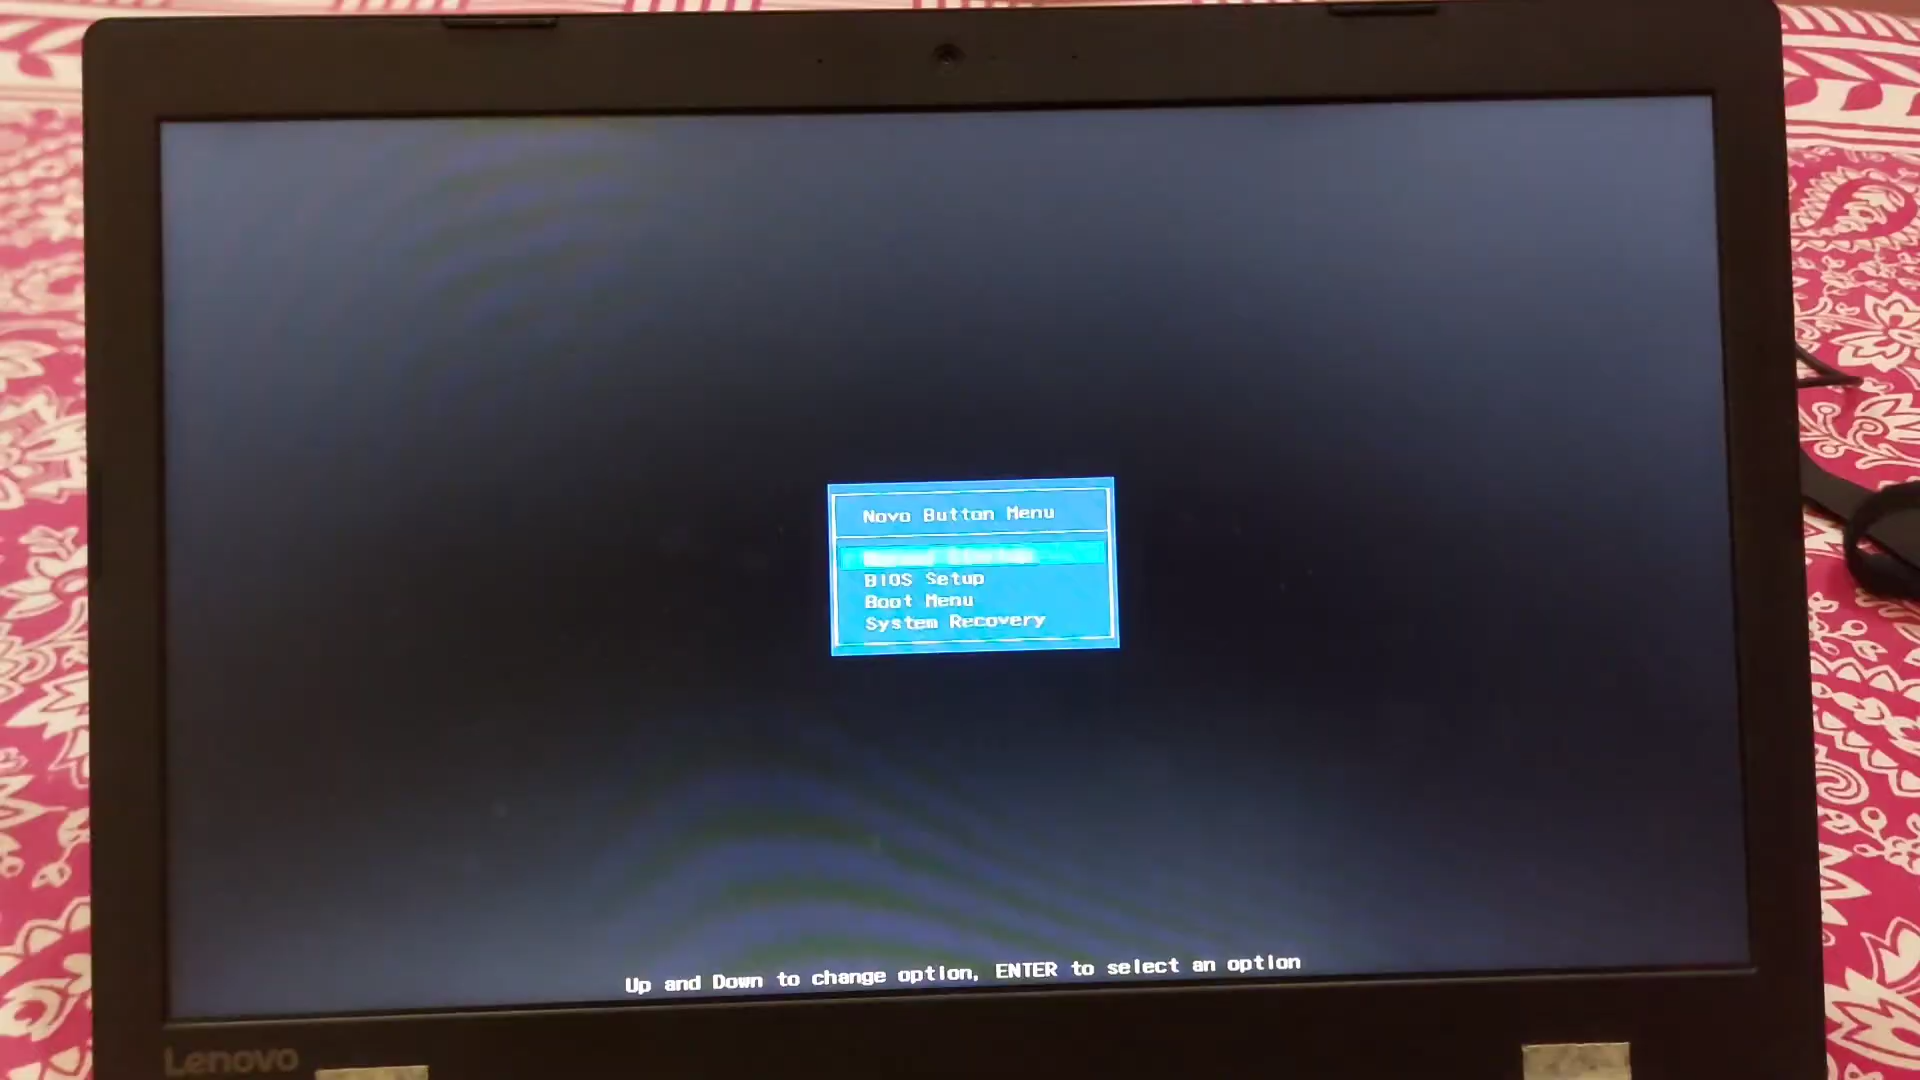 Novo Button Menu
BIOS Setup
Boot Menu
System Recovery
Up and Down to change option, ENTER to select an option
Lenovo